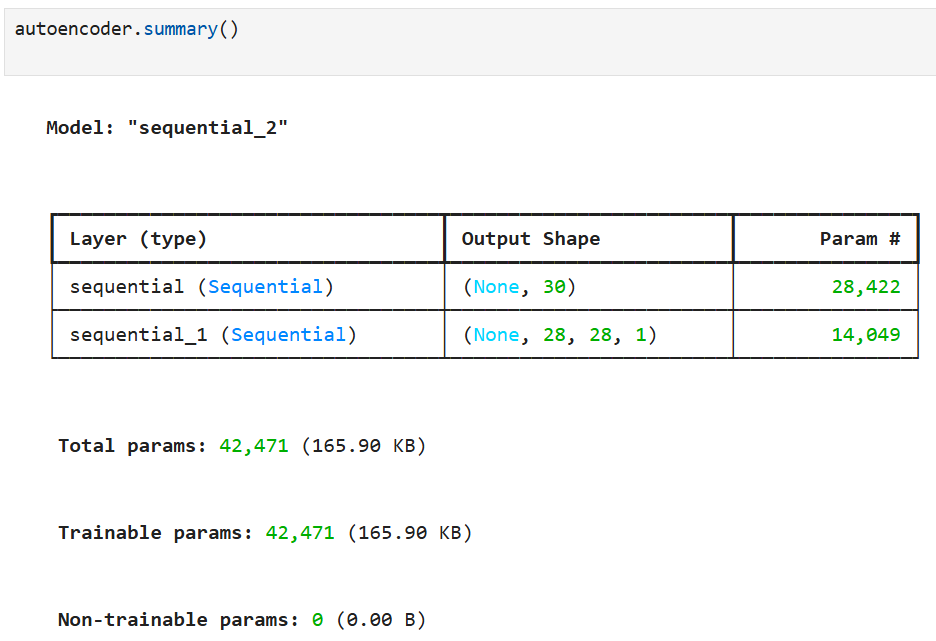 autoencoder.summary()
Model: "sequential_2"
Layer (type) Output Shape Param #
sequential (Sequential) (None, 30) 28,422
sequential_1 (Sequential) (None, 28, 28, 1) 14,049
Total params: 42,471 (165.90 KB)
Trainable params: 42,471 (165.90 KB)
Non-trainable params: 0 (0.00 B)